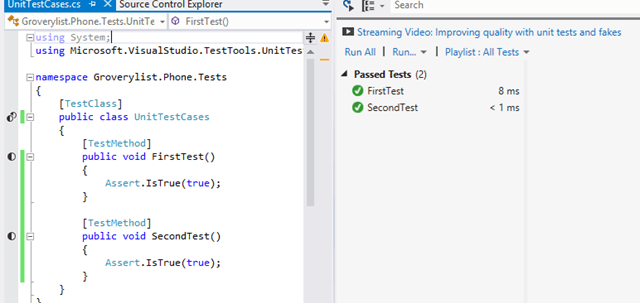 UnitTestCases.cs
Source Control Explorer
Groverylist.Phone.Tests.UnitTe
FirstTest()
using System;
using Microsoft.VisualStudio.TestTools.UnitTes
namespace Groverylist.Phone.Tests
{
[TestClass]
public class UnitTestCases
{
[TestMethod]
public void FirstTest()
{
Assert.IsTrue(true);
}
[TestMethod]
public void SecondTest()
{
Assert.IsTrue(true);
}
}
}
Search
Streaming Video: Improving quality with unit tests and fakes
Run All | Run... | Playlist : All Tests
Passed Tests (2)
FirstTest 8 ms
SecondTest < 1 ms